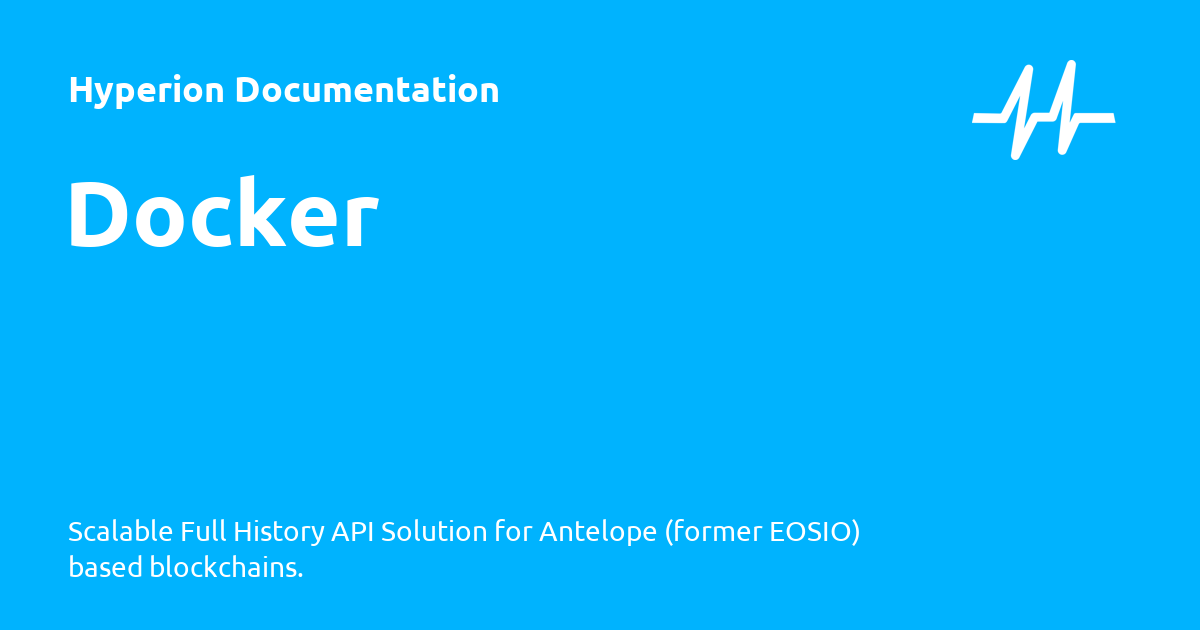 Hyperion Documentation
Docker
Scalable Full History API Solution for Antelope (former EOSIO)
based blockchains.